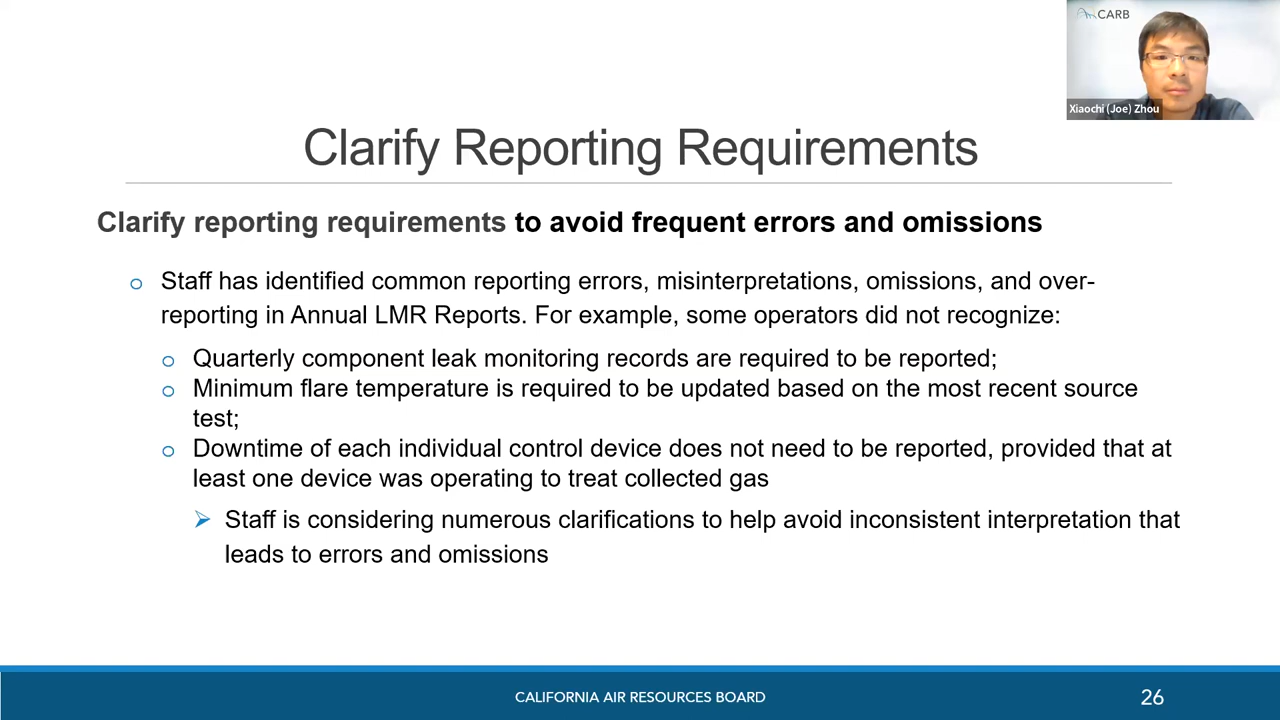 CARB
Xiaochi (Joe) Zhou
Clarify Reporting Requirements
Clarify reporting requirements to avoid frequent errors and omissions
o Staff has identified common reporting errors, misinterpretations, omissions, and over-
reporting in Annual LMR Reports. For example, some operators did not recognize:
o Quarterly component leak monitoring records are required to be reported;
o Minimum flare temperature is required to be updated based on the most recent source
test;
o Downtime of each individual control device does not need to be reported, provided that at
least one device was operating to treat collected gas
➢ Staff is considering numerous clarifications to help avoid inconsistent interpretation that
leads to errors and omissions
CALIFORNIA AIR RESOURCES BOARD
26